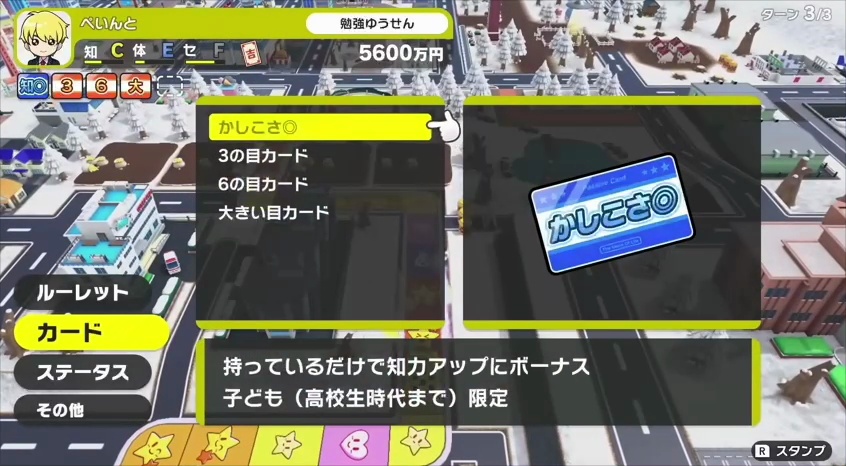 ぺいんと
勉強ゆうせん
ターン 3/3
知 C 体 E セ F 吉
5600万円
知◎ 3 6 大
かしこさ◎
3の目カード
6の目カード
大きい目カード
かしこさ◎
ルーレット
カード
ステータス
その他
持っているだけで知力アップにボーナス
子ども（高校生時代まで）限定
R スタンプ